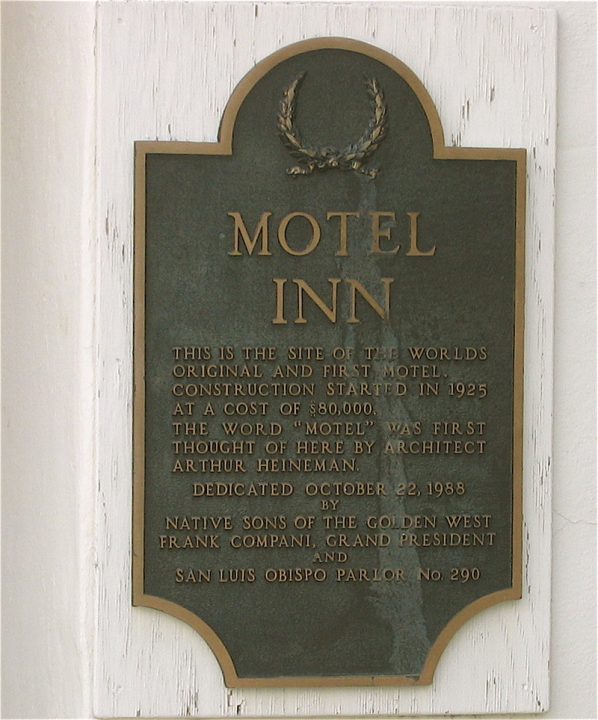 MOTEL
INN
THIS IS THE SITE OF THE WORLDS
ORIGINAL AND FIRST MOTEL.
CONSTRUCTION STARTED IN 1925
AT A COST OF $80,000.
THE WORD "MOTEL" WAS FIRST
THOUGHT OF HERE BY ARCHITECT
ARTHUR HEINEMAN.
DEDICATED OCTOBER 22, 1988
BY
NATIVE SONS OF THE GOLDEN WEST
FRANK COMPANI, GRAND PRESIDENT
AND
SAN LUIS OBISPO PARLOR No. 290